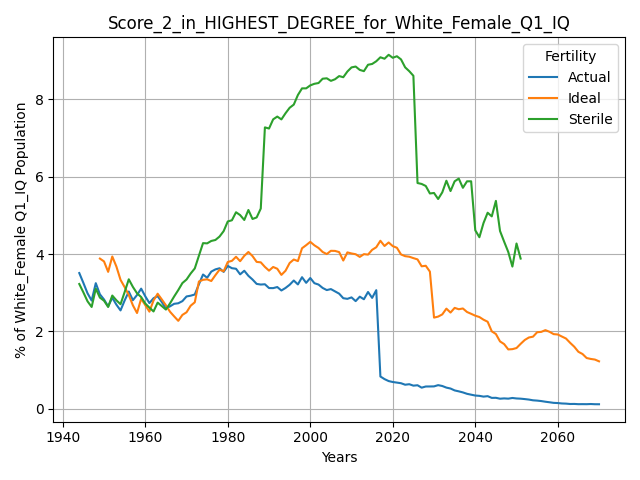 Score_2_in_HIGHEST_DEGREE_for_White_Female_Q1_IQ
% of White_Female Q1_IQ Population
8
6
4
2
0
Fertility
Actual
Ideal
Sterile
1940 1960 1980 2000 2020 2040 2060
Years